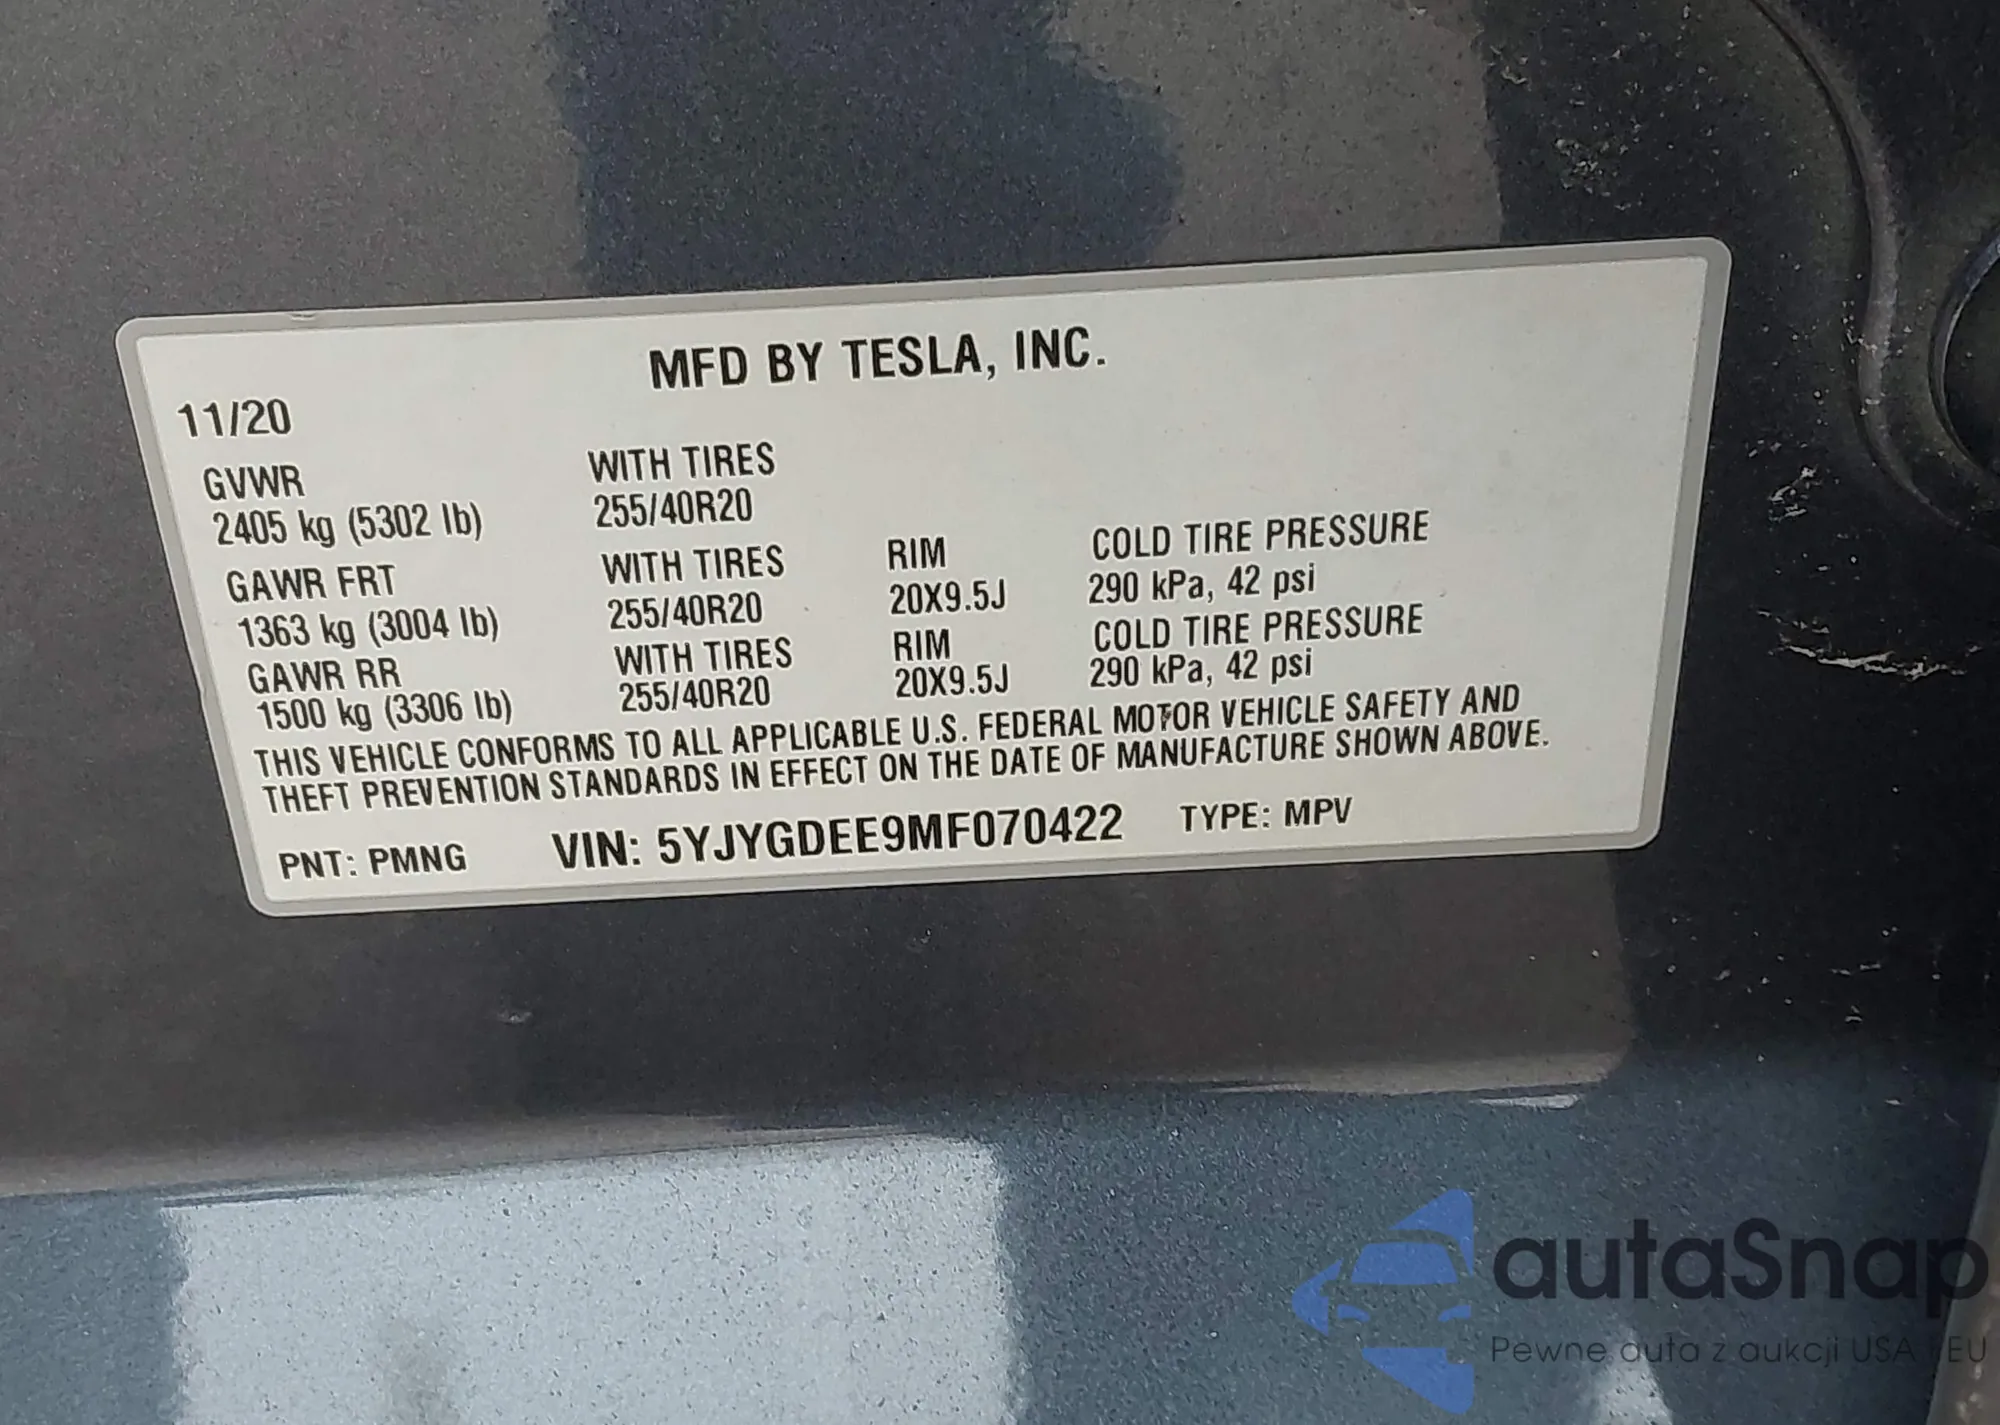 MFD BY TESLA, INC.
11/20
GVWR WITH TIRES
2405 kg (5302 lb) 255/40R20
GAWR FRT WITH TIRES RIM COLD TIRE PRESSURE
1363 kg (3004 lb) 255/40R20 20X9.5J 290 kPa, 42 psi
GAWR RR WITH TIRES RIM COLD TIRE PRESSURE
1500 kg (3306 lb) 255/40R20 20X9.5J 290 kPa, 42 psi
THIS VEHICLE CONFORMS TO ALL APPLICABLE U.S. FEDERAL MOTOR VEHICLE SAFETY AND
THEFT PREVENTION STANDARDS IN EFFECT ON THE DATE OF MANUFACTURE SHOWN ABOVE.
PNT: PMNG VIN: 5YJYGDEE9MF070422 TYPE: MPV
autaSnap
Pewne auta z aukcji USA i EU